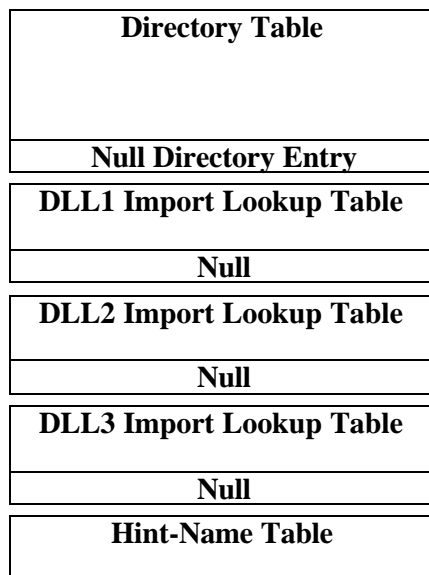 Directory Table
Null Directory Entry
DLL1 Import Lookup Table
Null
DLL2 Import Lookup Table
Null
DLL3 Import Lookup Table
Null
Hint-Name Table